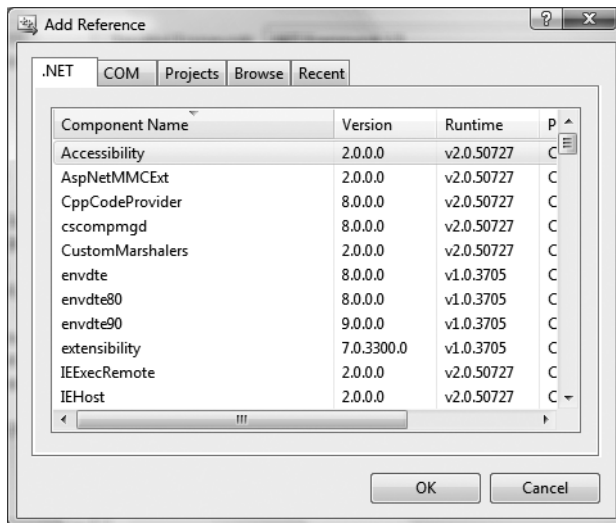 Add Reference
.NET COM Projects Browse Recent
Component Name Version Runtime P
Accessibility 2.0.0.0 v2.0.50727 C
AspNetMMCExt 2.0.0.0 v2.0.50727 C
CppCodeProvider 8.0.0.0 v2.0.50727 C
cscompmgd 8.0.0.0 v2.0.50727 C
CustomMarshalers 2.0.0.0 v2.0.50727 C
envdte 8.0.0.0 v1.0.3705 C
envdte80 8.0.0.0 v1.0.3705 C
envdte90 9.0.0.0 v1.0.3705 C
extensibility 7.0.3300.0 v1.0.3705 C
IEExecRemote 2.0.0.0 v2.0.50727 C
IEHost 2.0.0.0 v2.0.50727 C
OK Cancel